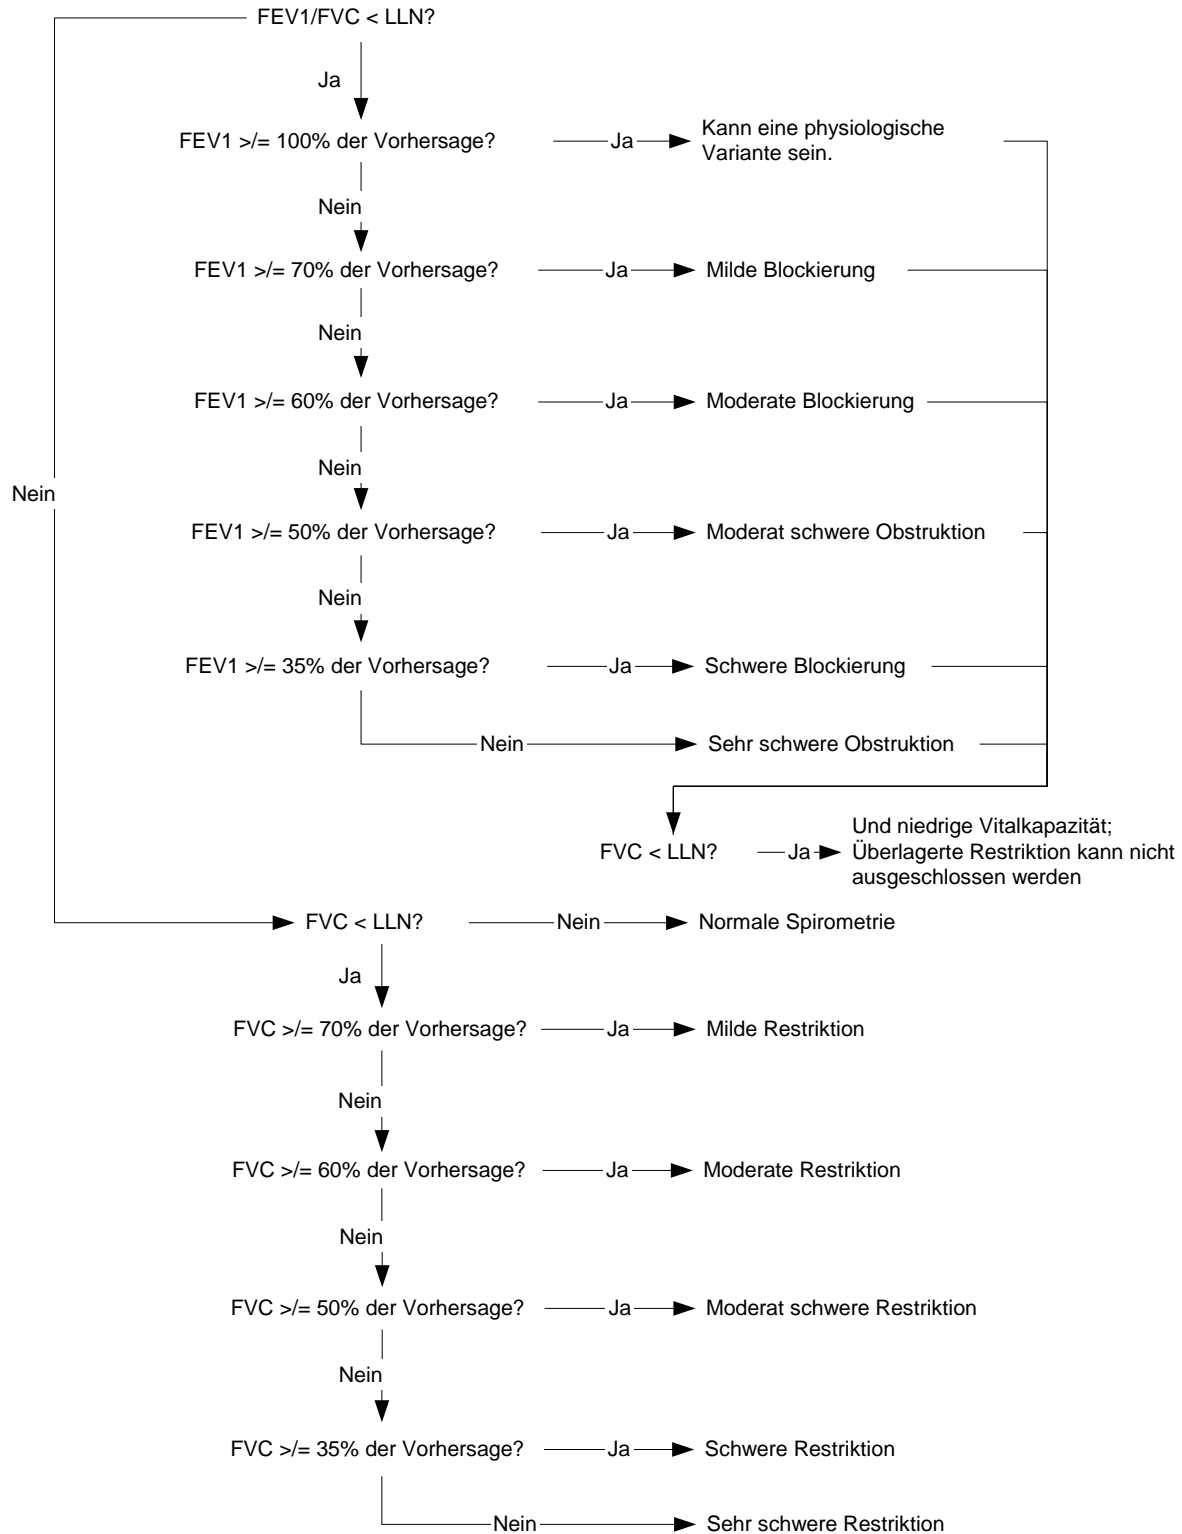 FEV1/FVC < LLN?
Ja
FEV1 >/= 100% der Vorhersage?
Ja
Kann eine physiologische
Variante sein.
Nein
FEV1 >/= 70% der Vorhersage?
Ja
Milde Blockierung
Nein
FEV1 >/= 60% der Vorhersage?
Ja
Moderate Blockierung
Nein
Nein
FEV1 >/= 50% der Vorhersage?
Ja
Moderat schwere Obstruktion
Nein
FEV1 >/= 35% der Vorhersage?
Ja
Schwere Blockierung
Nein
Sehr schwere Obstruktion
FVC < LLN?
Ja
Und niedrige Vitalkapazität;
Überlagerte Restriktion kann nicht
ausgeschlossen werden
FVC < LLN?
Nein
Normale Spirometrie
Ja
FVC >/= 70% der Vorhersage?
Ja
Milde Restriktion
Nein
FVC >/= 60% der Vorhersage?
Ja
Moderate Restriktion
Nein
FVC >/= 50% der Vorhersage?
Ja
Moderat schwere Restriktion
Nein
FVC >/= 35% der Vorhersage?
Ja
Schwere Restriktion
Nein
Sehr schwere Restriktion